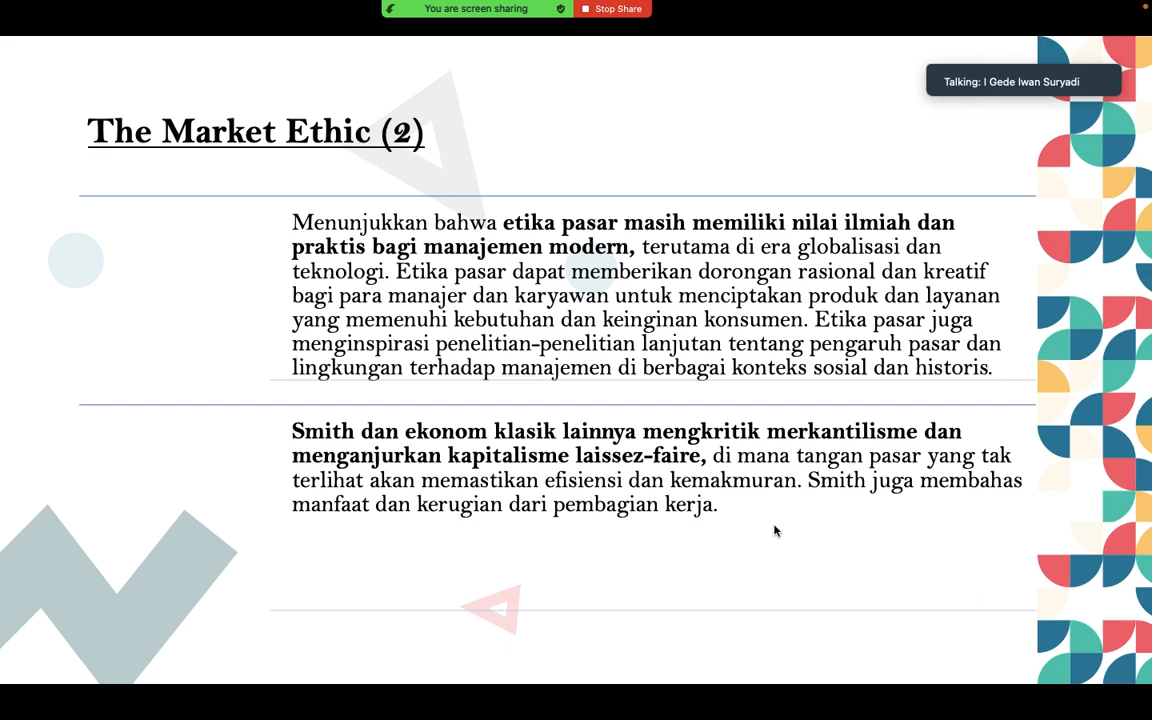 You are screen sharing
Stop Share
Talking: I Gede Iwan Suryadi
The Market Ethic (2)
Menunjukkan bahwa etika pasar masih memiliki nilai ilmiah dan
praktis bagi manajemen modern, terutama di era globalisasi dan
teknologi. Etika pasar dapat memberikan dorongan rasional dan kreatif
bagi para manajer dan karyawan untuk menciptakan produk dan layanan
yang memenuhi kebutuhan dan keinginan konsumen. Etika pasar juga
menginspirasi penelitian-penelitian lanjutan tentang pengaruh pasar dan
lingkungan terhadap manajemen di berbagai konteks sosial dan historis.
Smith dan ekonom klasik lainnya mengkritik merkantilisme dan
menganjurkan kapitalisme laissez-faire, di mana tangan pasar yang tak
terlihat akan memastikan efisiensi dan kemakmuran. Smith juga membahas
manfaat dan kerugian dari pembagian kerja.